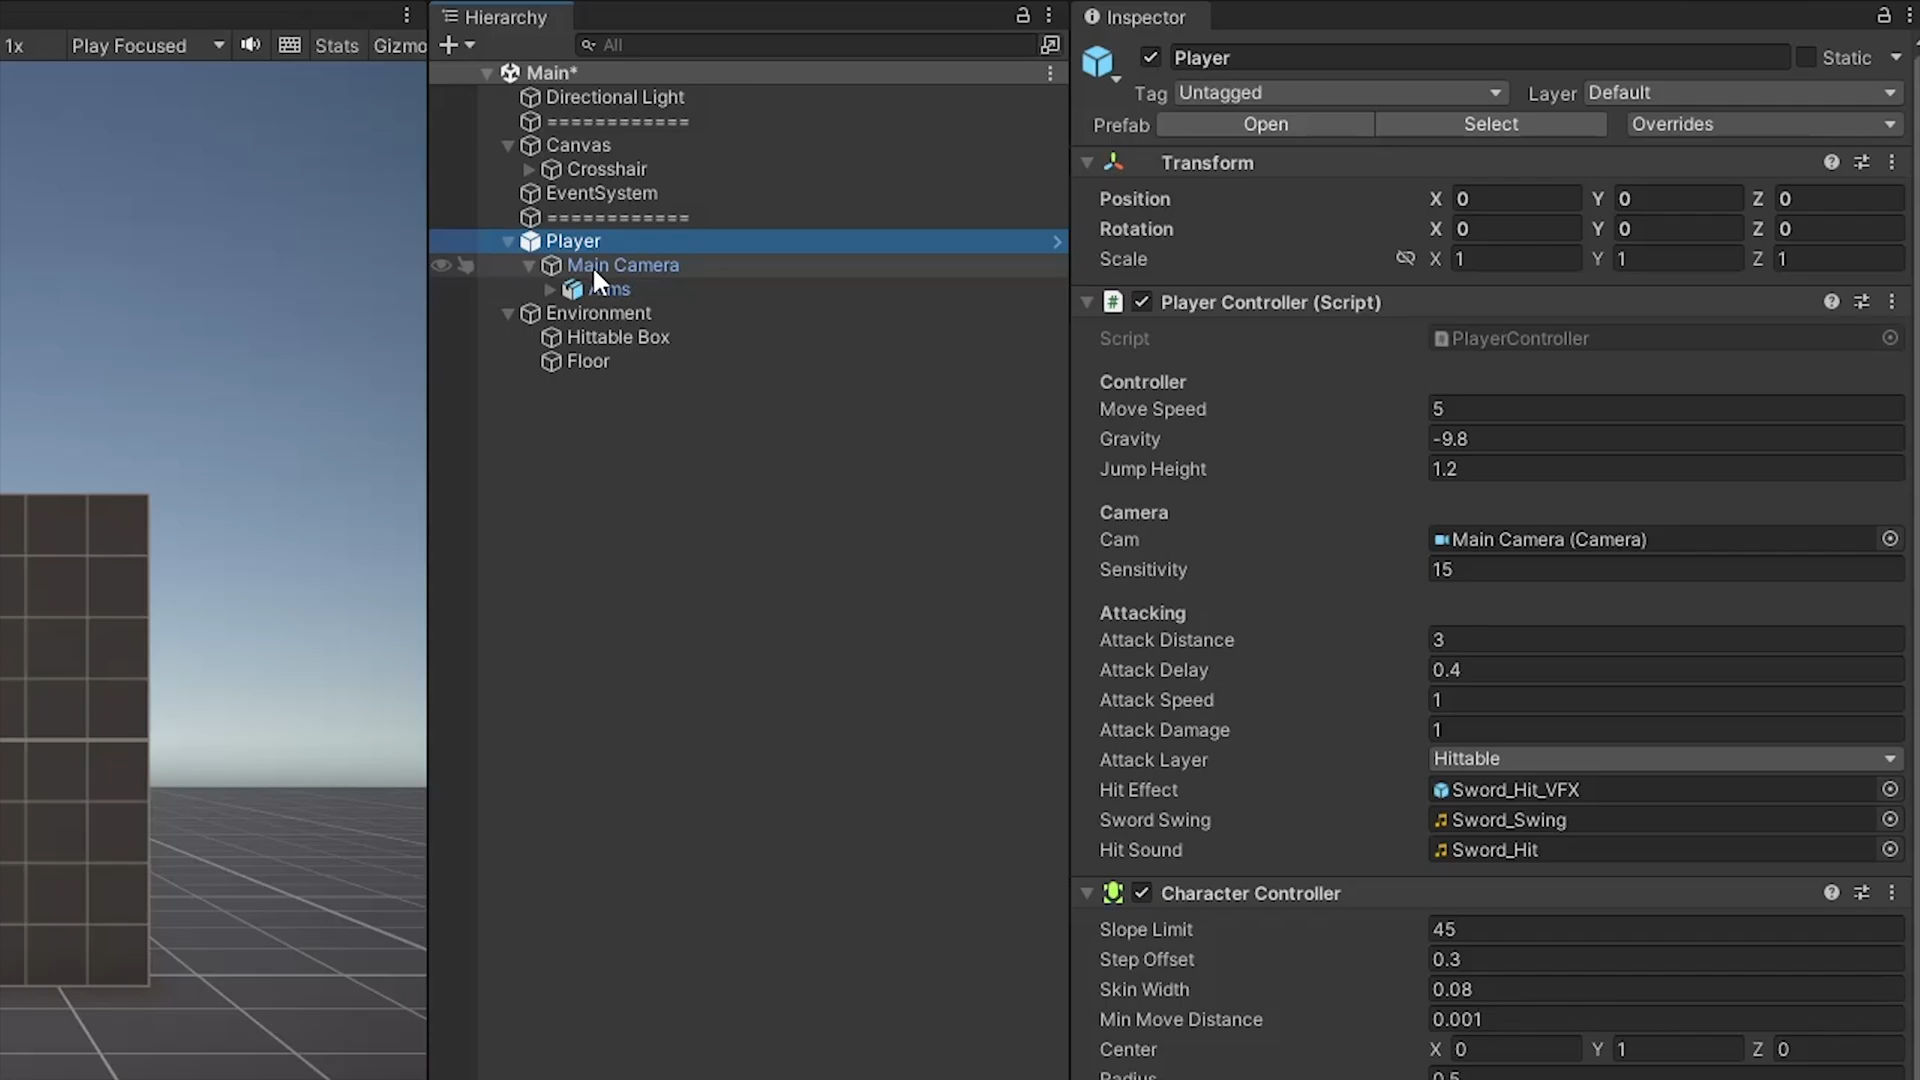 1x Play Focused Stats Gizmo
Hierarchy
All
Main*
Directional Light
============
Canvas
Crosshair
EventSystem
============
Player
Main Camera
Environment
Hittable Box
Floor
Inspector
Player Static
Tag Untagged Layer Default
Prefab Open Select Overrides
Transform
Position X 0 Y 0 Z 0
Rotation X 0 Y 0 Z 0
Scale X 1 Y 1 Z 1
# Player Controller (Script)
Script PlayerController
Controller
Move Speed 5
Gravity -9.8
Jump Height 1.2
Camera
Cam Main Camera (Camera)
Sensitivity 15
Attacking
Attack Distance 3
Attack Delay 0.4
Attack Speed 1
Attack Damage 1
Attack Layer Hittable
Hit Effect Sword_Hit_VFX
Sword Swing Sword_Swing
Hit Sound Sword_Hit
Character Controller
Slope Limit 45
Step Offset 0.3
Skin Width 0.08
Min Move Distance 0.001
Center X 0 Y 1 Z 0
Radius 0.5